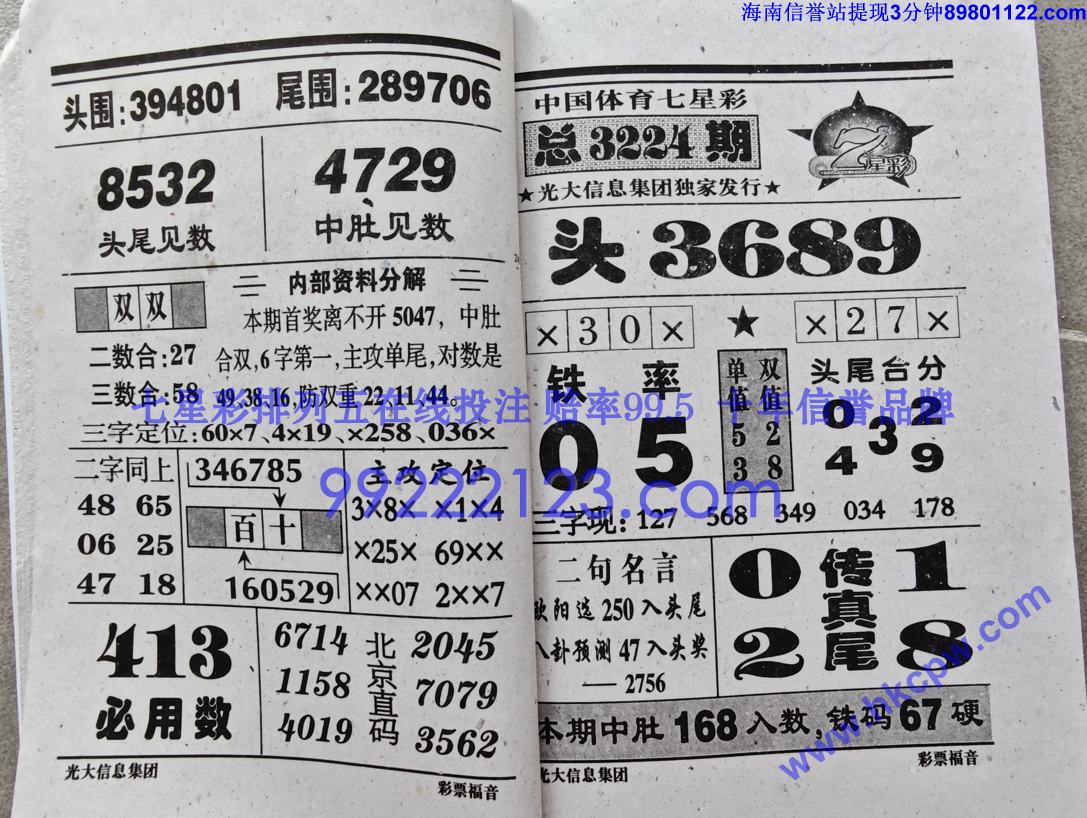 海南信誉站提现3分钟89801122.com
头围:394801 尾围:289706
8532
头尾见数
4729
中肚见数
双双
二数合:27
三数合:58
二 内部资料分解 二
本期首奖离不开5047, 中肚
合双,6字第一,主攻单尾,对数是
49,38,16,防双重22,11,44。
三字定位:60×7、4×19、×258、036×
二字同上
48 65
06 25
47 18
346785
百十
160529
主攻定位
3×8× ×1×4
×25× 69××
××07 2××7
413
必用数
6714
1158
4019
北京直码
2045
7079
3562
光大信息集团
彩票福音
中国体育七星彩
总3224期
★光大信息集团独家发行★
7星彩
头3689
×30× ★ ×27×
铁率
05
单值53
双值28
头尾台分
0 2
3
4 9
三字现:127 568 349 034 178
二句名言
欧阳选250入头尾
八卦预测47入头奖
——2756
0 1
传真尾
2 8
本期中肚168入数,铁码67硬
光大信息集团
彩票福音
七星彩排列五在线投注 赔率99.5 十年信誉品牌
99222123.com
www.hkcpw.com